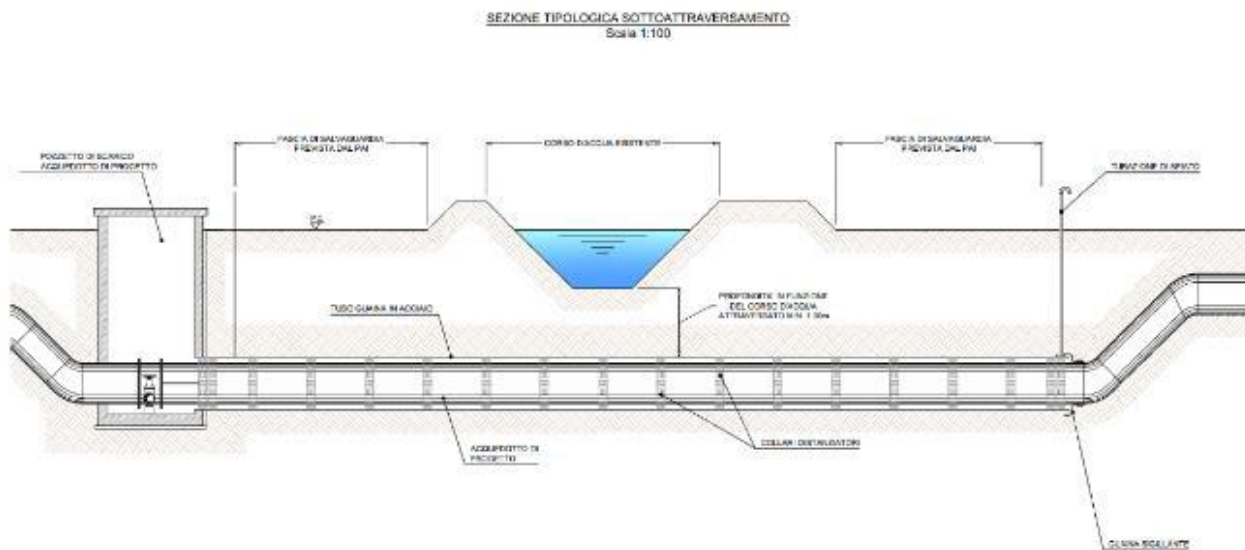 SEZIONE TIPOLOGICA SOTTOATTRAVERSAMENTO
Scala 1:100
FASCIA DI SALVAGUARDIA
PREVISTA DAL PAI
CORSO D'ACQUA ESISTENTE
FASCIA DI SALVAGUARDIA
PREVISTA DAL PAI
POZZETTO DI SCARICO
ACQUEDOTTO DI PROGETTO
TUBAZIONE DI SFIATO
TUBO GUAINA IN ACCIAIO
PROFONDITA' IN FUNZIONE
DEL CORSO D'ACQUA
ATTRAVERSATO MIN.
COLLARI DISTANZIATORI
ACQUEDOTTO DI
PROGETTO
GUAINA SIGILLANTE